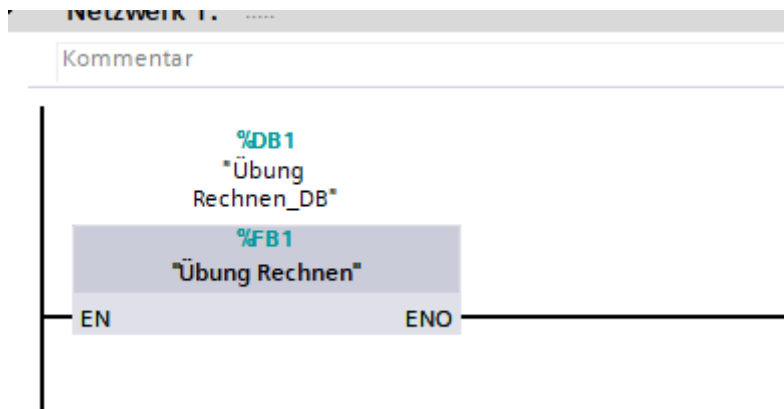 Netzwerk 1: .....
Kommentar
%DB1
"Übung
Rechnen_DB"
%FB1
"Übung Rechnen"
EN ENO